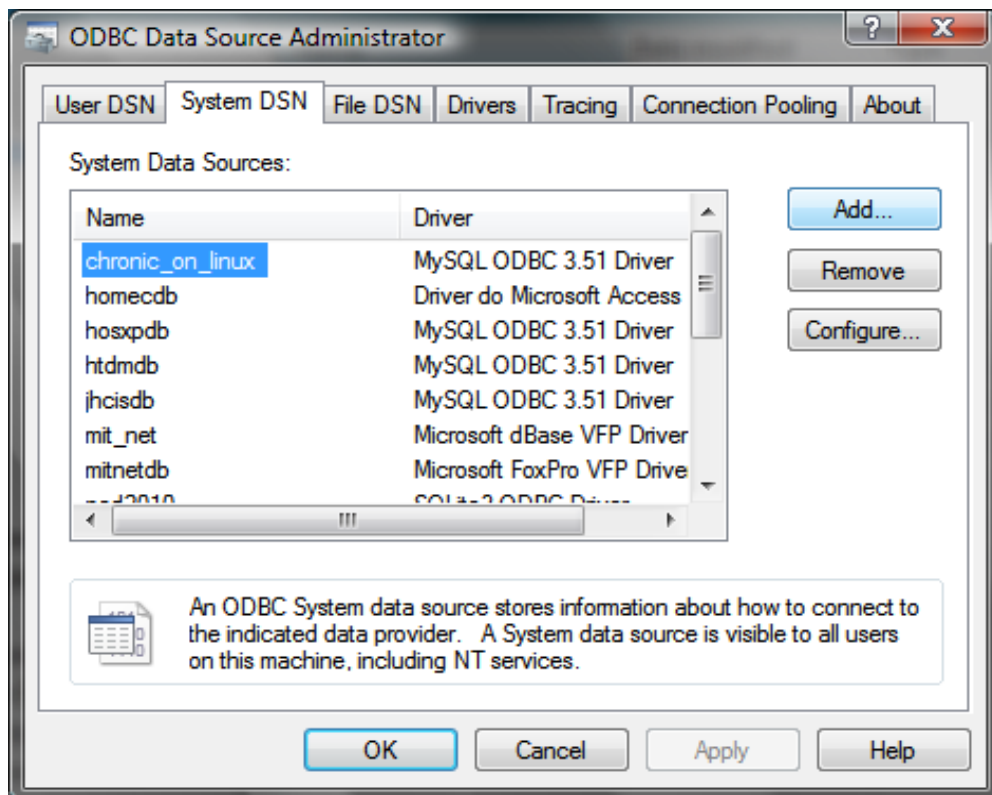 ODBC Data Source Administrator
User DSN System DSN File DSN Drivers Tracing Connection Pooling About
System Data Sources:
Name Driver
chronic_on_linux MySQL ODBC 3.51 Driver
homecdb Driver do Microsoft Access
hosxpdb MySQL ODBC 3.51 Driver
htdmdb MySQL ODBC 3.51 Driver
jhcisdb MySQL ODBC 3.51 Driver
mit_net Microsoft dBase VFP Driver
mitnetdb Microsoft FoxPro VFP Drive
SQLite3 ODBC Driver
Add...
Remove
Configure...
An ODBC System data source stores information about how to connect to
the indicated data provider. A System data source is visible to all users
on this machine, including NT services.
OK Cancel Apply Help